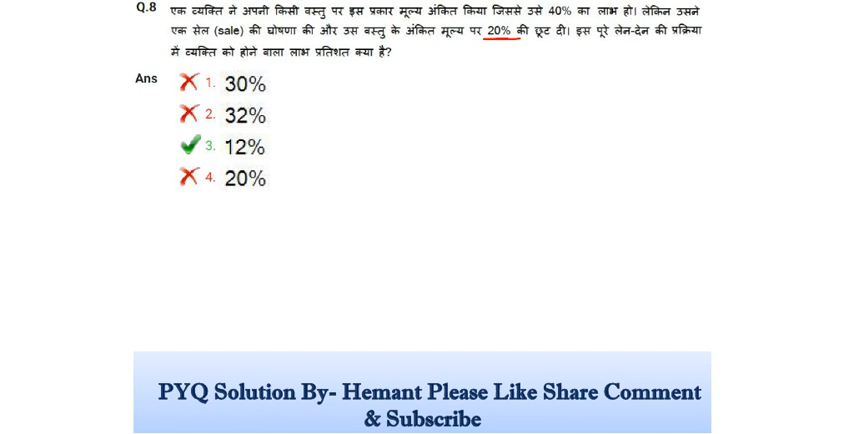 Q.8 एक व्यक्ति ने अपनी किसी वस्तु पर इस प्रकार मूल्य अंकित किया जिससे उसे 40% का लाभ हो। लेकिन उसने
एक सेल (sale) की घोषणा की और उस वस्तु के अंकित मूल्य पर 20% की छूट दी। इस पूरे लेन-देन की प्रक्रिया
में व्यक्ति को होने वाला लाभ प्रतिशत क्या है?
Ans 1. 30%
2. 32%
3. 12%
4. 20%
PYQ Solution By- Hemant Please Like Share Comment
& Subscribe